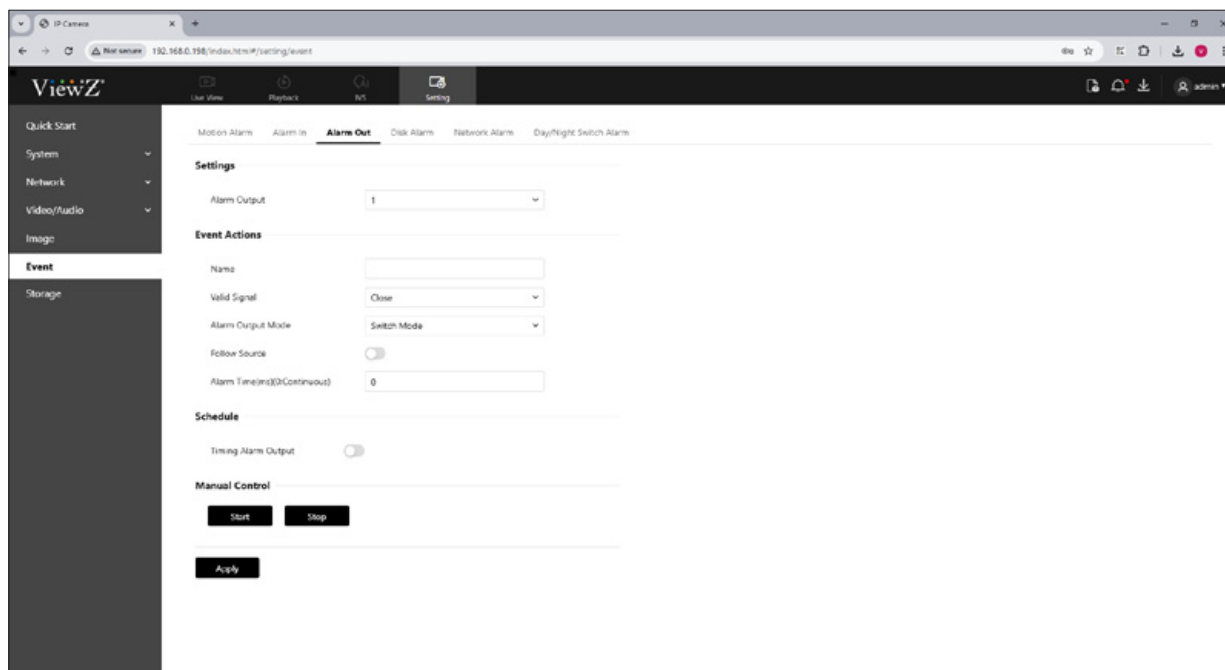 IP Camera
Not secure 192.168.0.198/index.html#/setting/event
ViewZ
Live View Playback IVS Setting
admin
Quick Start
System
Network
Video/Audio
Image
Event
Storage
Motion Alarm Alarm In Alarm Out Disk Alarm Network Alarm Day/Night Switch Alarm
Settings
Alarm Output 1
Event Actions
Name
Valid Signal Close
Alarm Output Mode Switch Mode
Follow Source
Alarm Time(ms)(0:Continuous) 0
Schedule
Timing Alarm Output
Manual Control
Start Stop
Apply